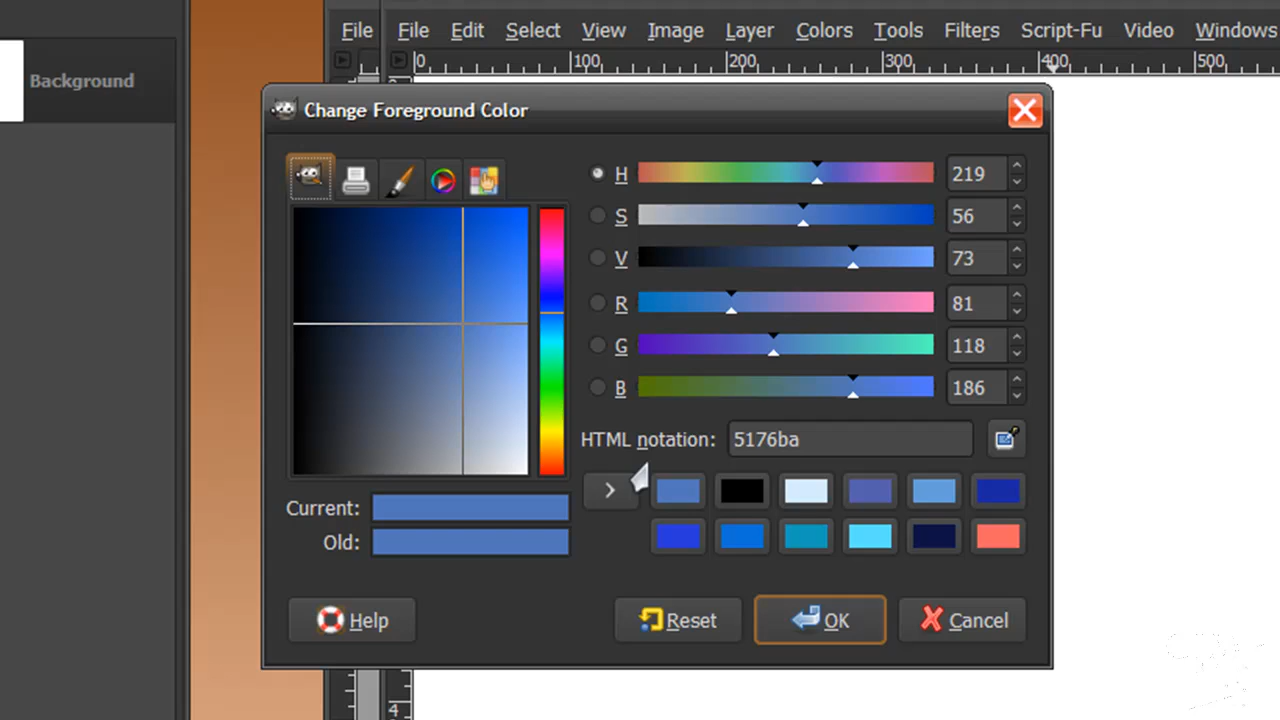 File File Edit Select View Image Layer Colors Tools Filters Script-Fu Video Windows
0 100 200 300 400 500
Background
Change Foreground Color
H 219
S 56
V 73
R 81
G 118
B 186
HTML notation: 5176ba
>
Current:
Old:
Help Reset OK Cancel
4